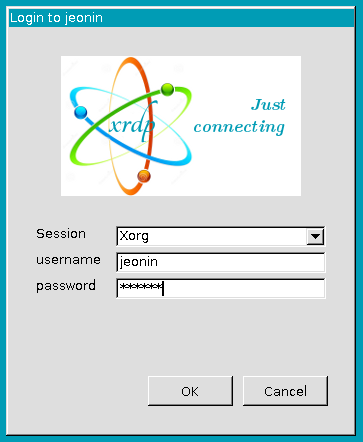 Login to jeonin
xrdp
Just
connecting
Session
Xorg
username
jeonin
password
******
OK
Cancel